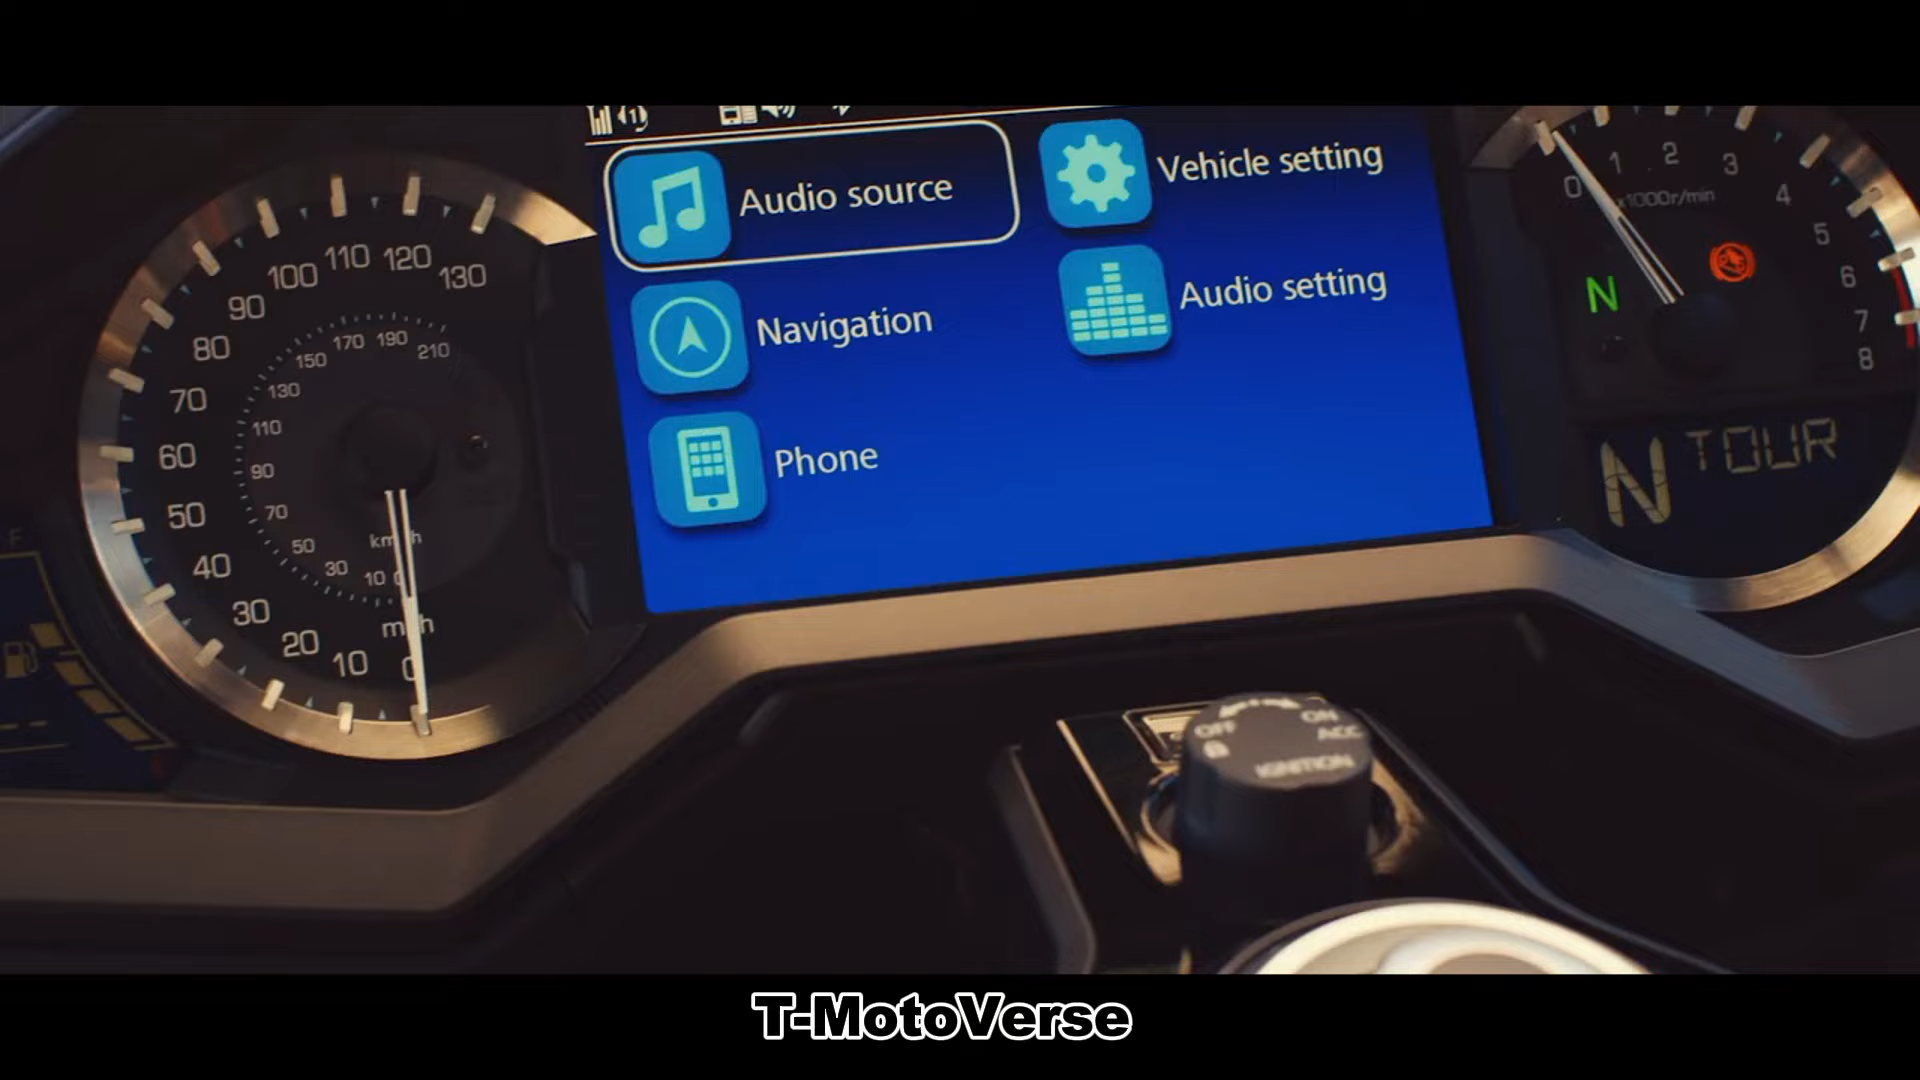 Audio source
Vehicle setting
Navigation
Audio setting
Phone
130
120
110
100
90
80
70
60
50
40
30
20
10
0
210
190
170
150
130
110
90
70
50
30
10
0
km/h
mph
0
1
2
3
4
5
6
7
8
x1000r/min
N
N TOUR
F
OFF
ON
ACC
IGNITION
T-MotoVerse